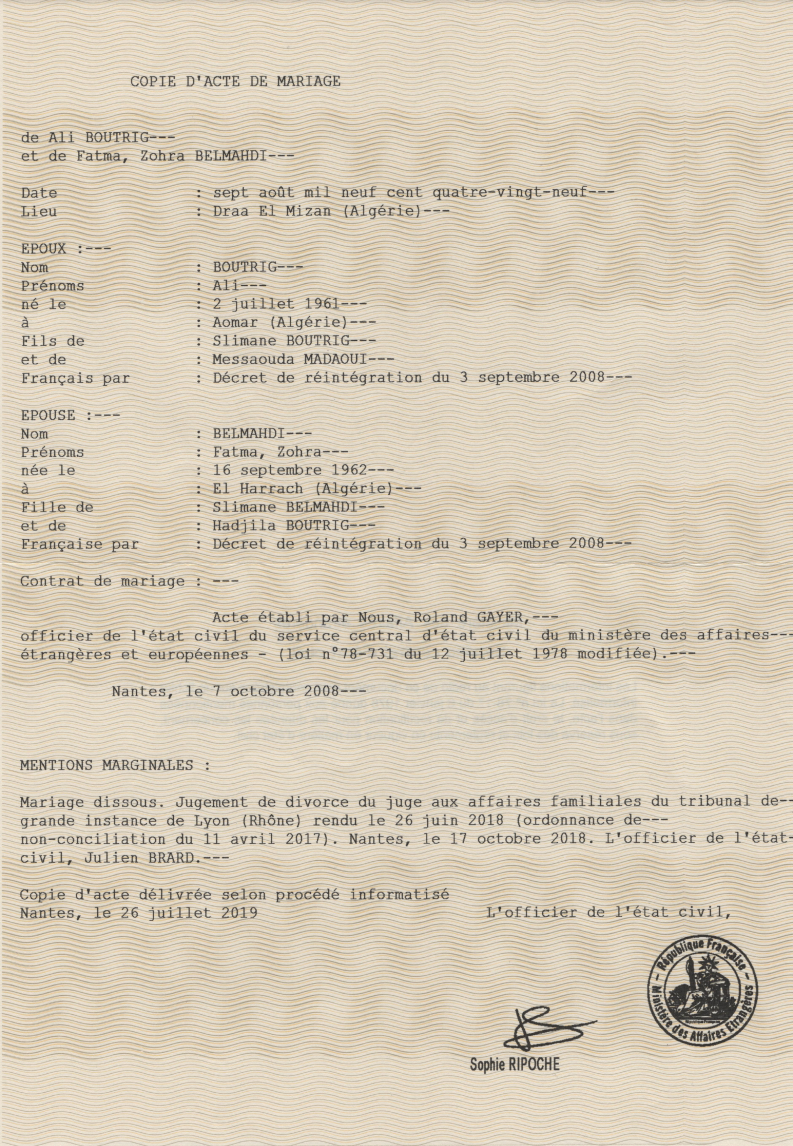 COPIE D'ACTE DE MARIAGE
de Ali BOUTRIG---
et de Fatma, Zohra BELMAHDI---
Date : sept août mil neuf cent quatre-vingt-neuf---
Lieu : Draa El Mizan (Algérie)---
EPOUX :---
Nom : BOUTRIG---
Prénoms : Ali---
né le : 2 juillet 1961---
à : Aomar (Algérie)---
Fils de : Slimane BOUTRIG---
et de : Messaouda MADAOUI---
Français par : Décret de réintégration du 3 septembre 2008---
EPOUSE :---
Nom : BELMAHDI---
Prénoms : Fatma, Zohra---
née le : 16 septembre 1962---
à : El Harrach (Algérie)---
Fille de : Slimane BELMAHDI---
et de : Hadjila BOUTRIG---
Française par : Décret de réintégration du 3 septembre 2008---
Contrat de mariage : ---
Acte établi par Nous, Roland GAYER,---
officier de l'état civil du service central d'état civil du ministère des affaires---
étrangères et européennes - (loi n°78-731 du 12 juillet 1978 modifiée).---
Nantes, le 7 octobre 2008---
MENTIONS MARGINALES :
Mariage dissous. Jugement de divorce du juge aux affaires familiales du tribunal de--
grande instance de Lyon (Rhône) rendu le 26 juin 2018 (ordonnance de---
non-conciliation du 11 avril 2017). Nantes, le 17 octobre 2018. L'officier de l'état-
civil, Julien BRARD.---
Copie d'acte délivrée selon procédé informatisé
Nantes, le 26 juillet 2019 L'officier de l'état civil,
République Française
Ministère des Affaires Etrangères
Sophie RIPOCHE